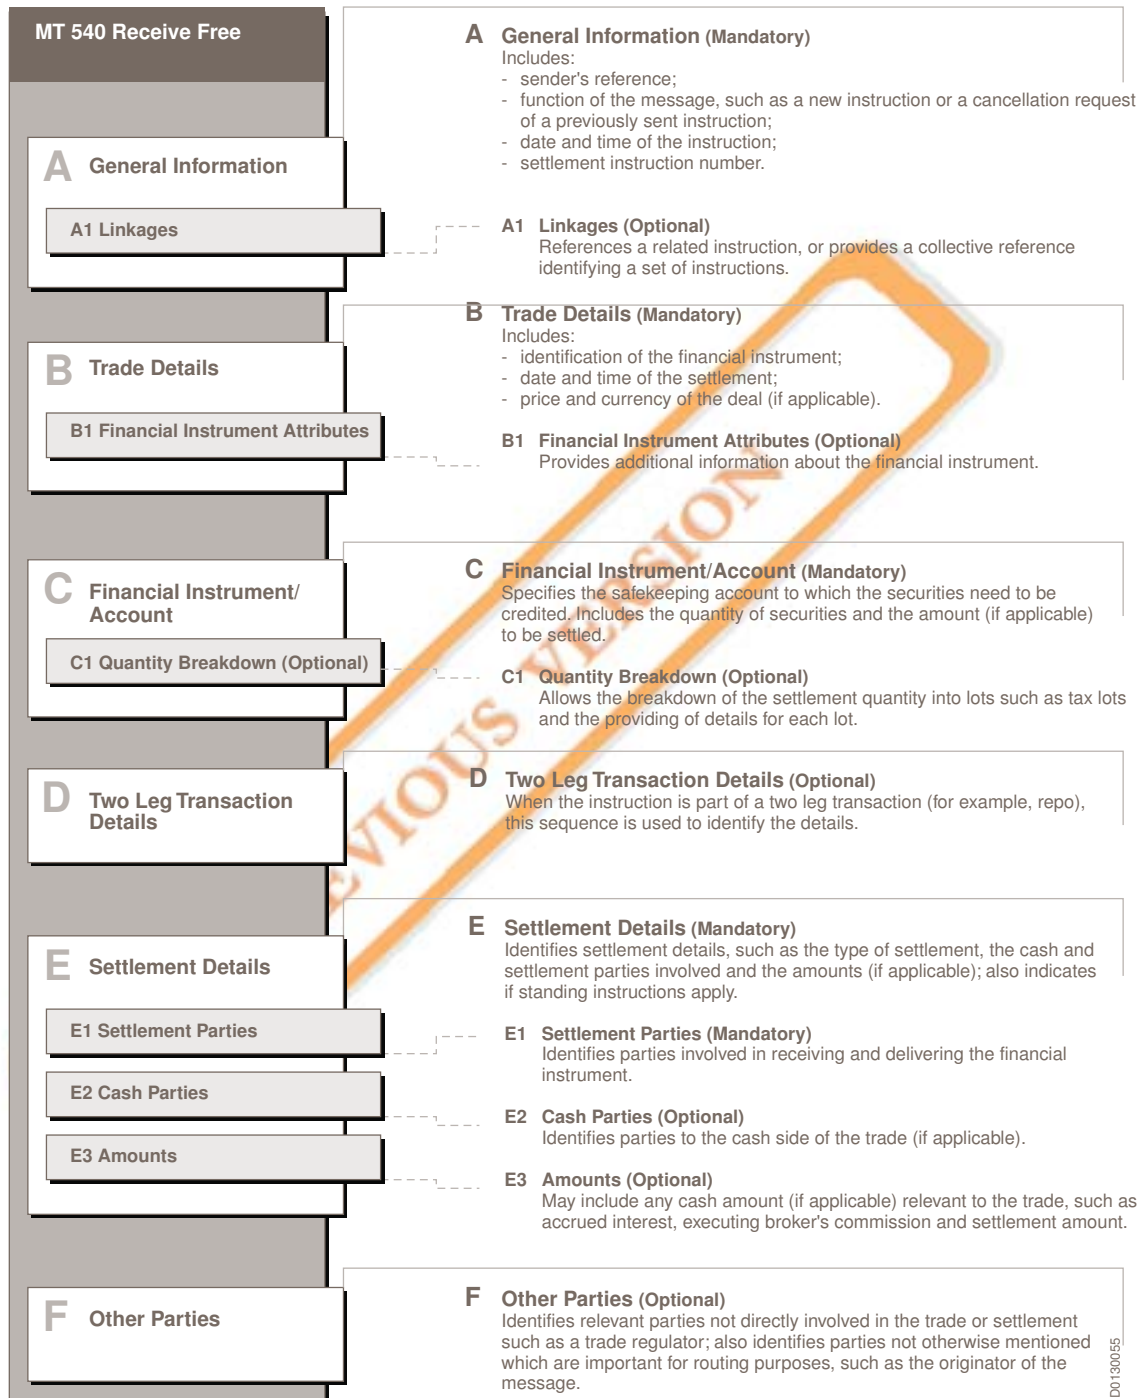 MT 540 Receive Free
A General Information
A1 Linkages
B Trade Details
B1 Financial Instrument Attributes
C Financial Instrument/
Account
C1 Quantity Breakdown (Optional)
D Two Leg Transaction
Details
E Settlement Details
E1 Settlement Parties
E2 Cash Parties
E3 Amounts
F Other Parties
A General Information (Mandatory)
Includes:
- sender's reference;
- function of the message, such as a new instruction or a cancellation request
of a previously sent instruction;
- date and time of the instruction;
- settlement instruction number.
A1 Linkages (Optional)
References a related instruction, or provides a collective reference
identifying a set of instructions.
B Trade Details (Mandatory)
Includes:
- identification of the financial instrument;
- date and time of the settlement;
- price and currency of the deal (if applicable).
B1 Financial Instrument Attributes (Optional)
Provides additional information about the financial instrument.
C Financial Instrument/Account (Mandatory)
Specifies the safekeeping account to which the securities need to be
credited. Includes the quantity of securities and the amount (if applicable)
to be settled.
C1 Quantity Breakdown (Optional)
Allows the breakdown of the settlement quantity into lots such as tax lots
and the providing of details for each lot.
D Two Leg Transaction Details (Optional)
When the instruction is part of a two leg transaction (for example, repo),
this sequence is used to identify the details.
E Settlement Details (Mandatory)
Identifies settlement details, such as the type of settlement, the cash and
settlement parties involved and the amounts (if applicable); also indicates
if standing instructions apply.
E1 Settlement Parties (Mandatory)
Identifies parties involved in receiving and delivering the financial
instrument.
E2 Cash Parties (Optional)
Identifies parties to the cash side of the trade (if applicable).
E3 Amounts (Optional)
May include any cash amount (if applicable) relevant to the trade, such as
accrued interest, executing broker's commission and settlement amount.
F Other Parties (Optional)
Identifies relevant parties not directly involved in the trade or settlement
such as a trade regulator; also identifies parties not otherwise mentioned
which are important for routing purposes, such as the originator of the
message.
D0130055
EVIOUS VERSION